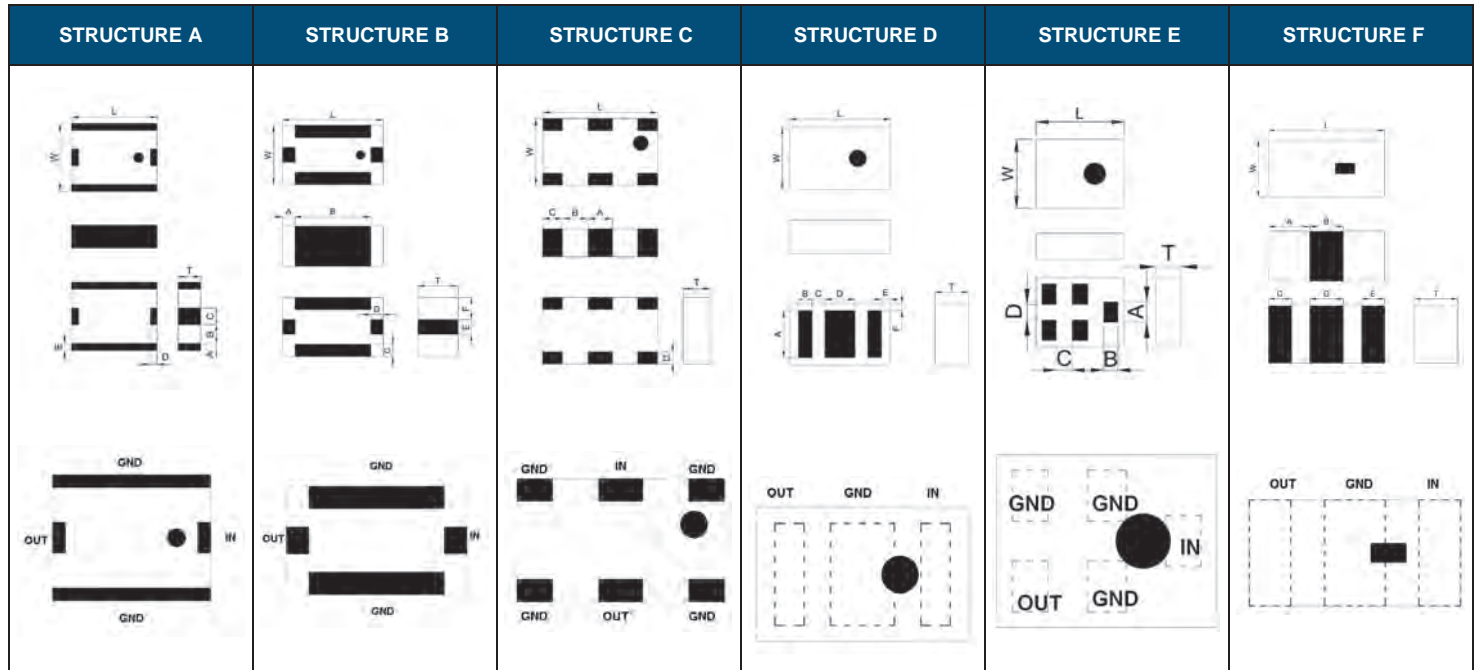 STRUCTURE A
STRUCTURE B
STRUCTURE C
STRUCTURE D
STRUCTURE E
STRUCTURE F
L
W
T
C
B
A
E
D
GND
OUT
IN
GND
L
W
A
B
T
D
F
E
C
GND
OUT
IN
GND
L
W
C B A
T
D
GND IN GND
GND OUT GND
L
W
B C D E
T
A
F
OUT GND IN
L
W
T
D
A
C
B
GND GND
IN
OUT GND
L
W
A B
E
T
OUT GND IN